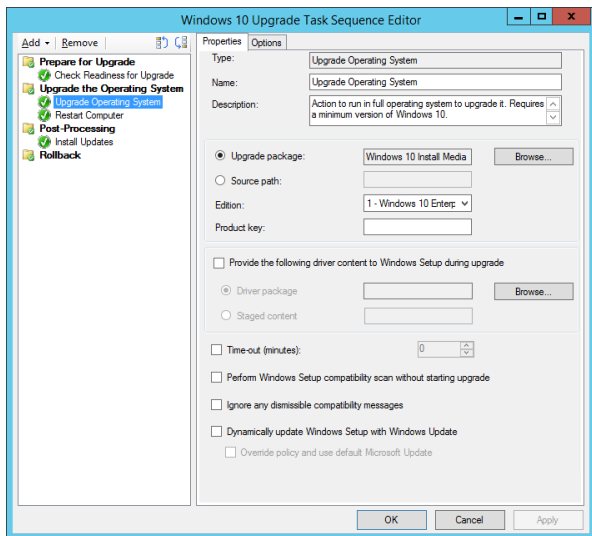 Windows 10 Upgrade Task Sequence Editor
Add Remove
Prepare for Upgrade
Check Readiness for Upgrade
Upgrade the Operating System
Upgrade Operating System
Restart Computer
Post-Processing
Install Updates
Rollback
Properties Options
Type: Upgrade Operating System
Name: Upgrade Operating System
Description: Action to run in full operating system to upgrade it. Requires
a minimum version of Windows 10.
Upgrade package: Windows 10 Install Media Browse...
Source path:
Edition: 1 - Windows 10 Enterp
Product key:
Provide the following driver content to Windows Setup during upgrade
Driver package Browse...
Staged content
Time-out (minutes): 0
Perform Windows Setup compatibility scan without starting upgrade
Ignore any dismissible compatibility messages
Dynamically update Windows Setup with Windows Update
Override policy and use default Microsoft Update
OK Cancel Apply